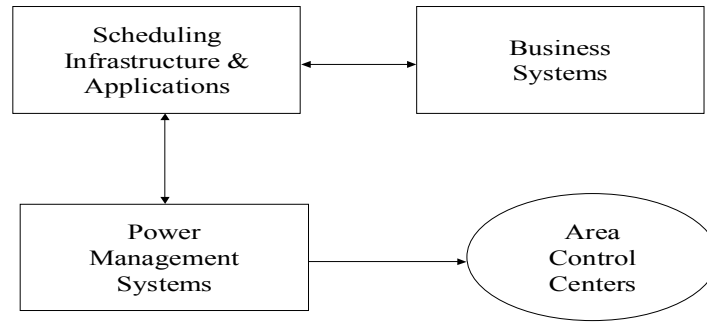 Scheduling
Infrastructure &
Applications
Business
Systems
Power
Management
Systems
Area
Control
Centers